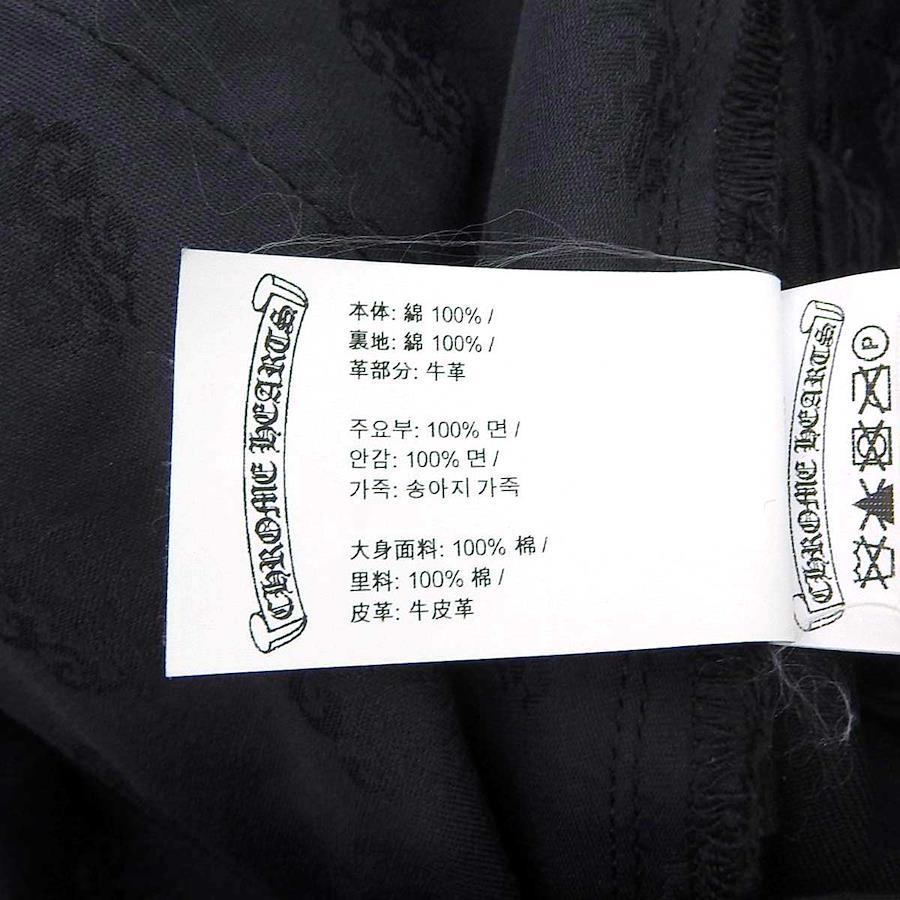 CHROME HEARTS
本体: 綿 100% /
裏地: 綿 100% /
革部分: 牛革
주요부: 100% 면 /
안감: 100% 면 /
가죽: 송아지 가죽
大身面料: 100% 棉 /
里料: 100% 棉 /
皮革: 牛皮革
CHROME HEARTS
P